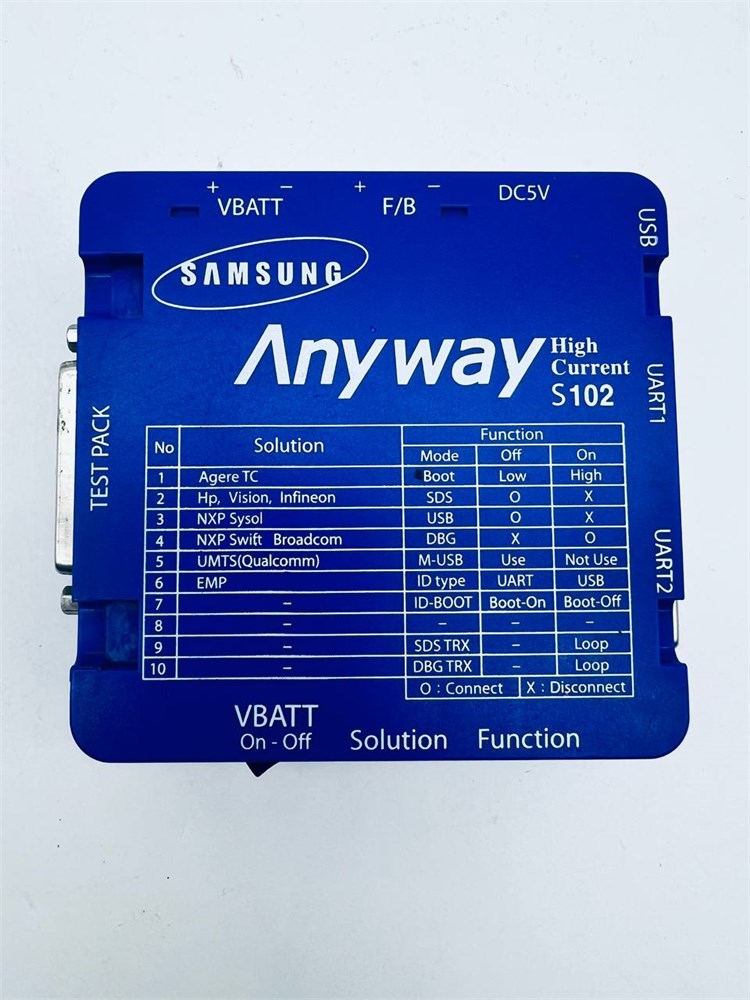 + − + − DC5V
VBATT F/B
USB
SAMSUNG
Anyway High
Current
S102
UART1
TEST PACK
UART2
No Solution Function
Mode Off On
1 Agere TC Boot Low High
2 Hp, Vision, Infineon SDS O X
3 NXP Sysol USB O X
4 NXP Swift Broadcom DBG X O
5 UMTS(Qualcomm) M-USB Use Not Use
6 EMP ID type UART USB
7 – ID-BOOT Boot-On Boot-Off
8 – – – –
9 – SDS TRX – Loop
10 – DBG TRX – Loop
O : Connect X : Disconnect
VBATT
On - Off Solution Function